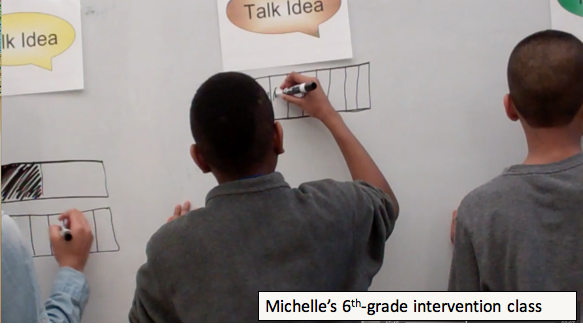 lk Idea
Talk Idea
Michelle's 6th-grade intervention class